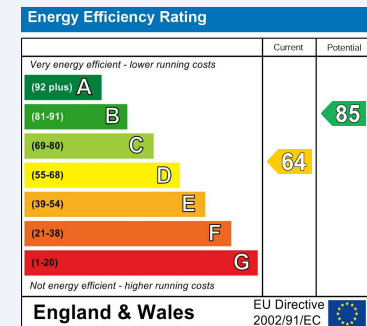 Energy Efficiency Rating
Current Potential
Very energy efficient - lower running costs
(92 plus) A
(81-91) B
(69-80) C
(55-68) D
(39-54) E
(21-38) F
(1-20) G
64
85
Not energy efficient - higher running costs
England & Wales
EU Directive
2002/91/EC